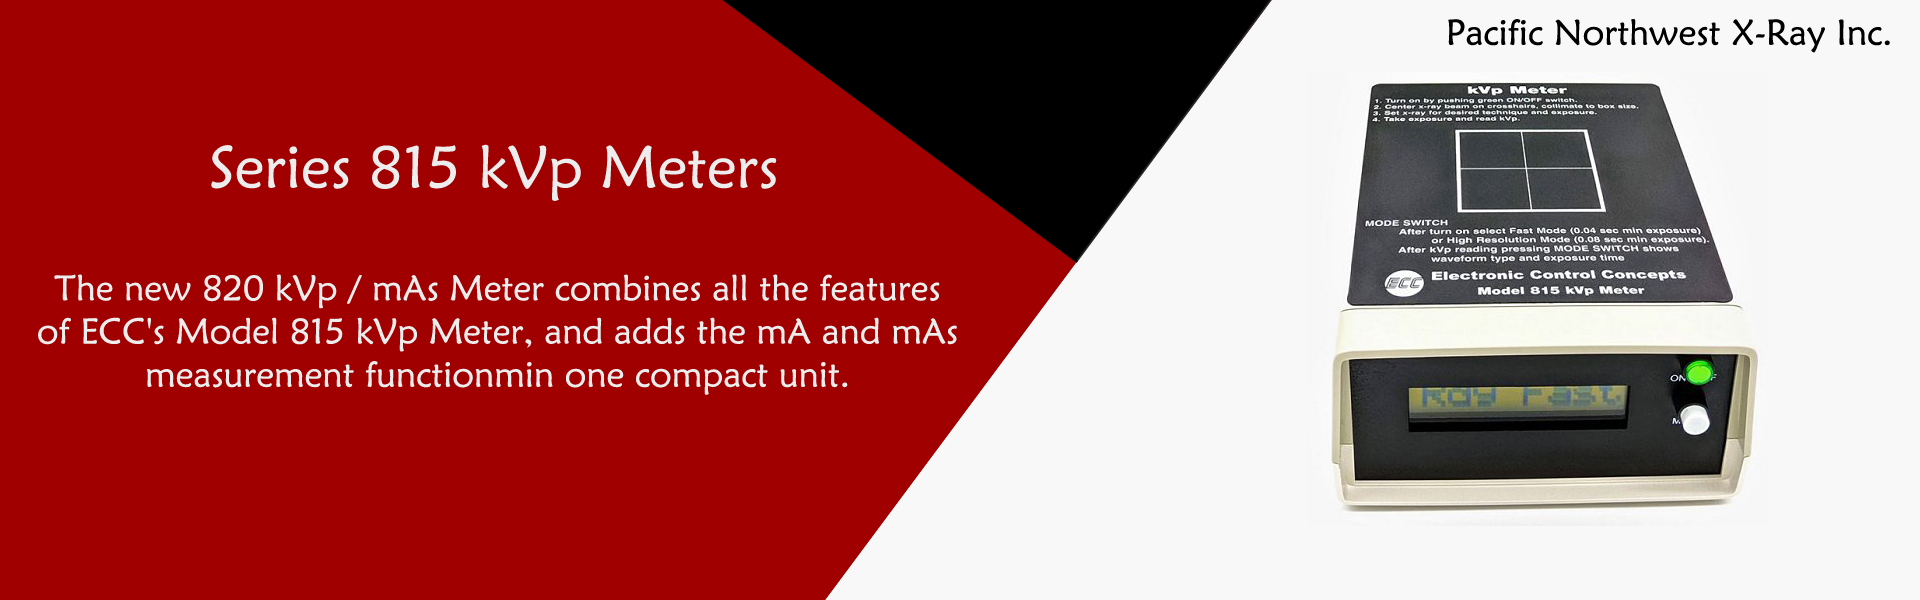 Pacific Northwest X-Ray Inc.
Series 815 kVp Meters
The new 820 kVp / mAs Meter combines all the features
of ECC's Model 815 kVp Meter, and adds the mA and mAs
measurement functionmin one compact unit.
kVp Meter
1. Turn on by pushing green ON/OFF switch.
2. Center x-ray beam on crosshairs, collimate to box size.
3. Set x-ray for desired technique and exposure.
4. Take exposure and read kVp.
MODE SWITCH
After turn on select Fast Mode (0.04 sec min exposure)
or High Resolution Mode (0.08 sec min exposure).
After kVp reading pressing MODE SWITCH shows
waveform type and exposure time
ECC Electronic Control Concepts
Model 815 kVp Meter
Rdy Fast